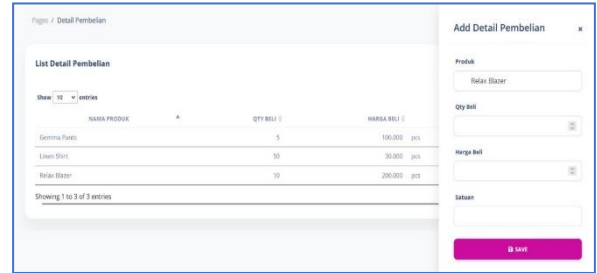 Pages / Detail Pembelian
List Detail Pembelian
Show 10 entries
NAMA PRODUK QTY BELI HARGA BELI
Gemma Pants 5 100.000 pcs
Linen Shirt 50 30.000 pcs
Relax Blazer 10 200.000 pcs
Showing 1 to 3 of 3 entries
Add Detail Pembelian ×
Produk
Relax Blazer
Qty Beli
Harga Beli
Satuan
SAVE